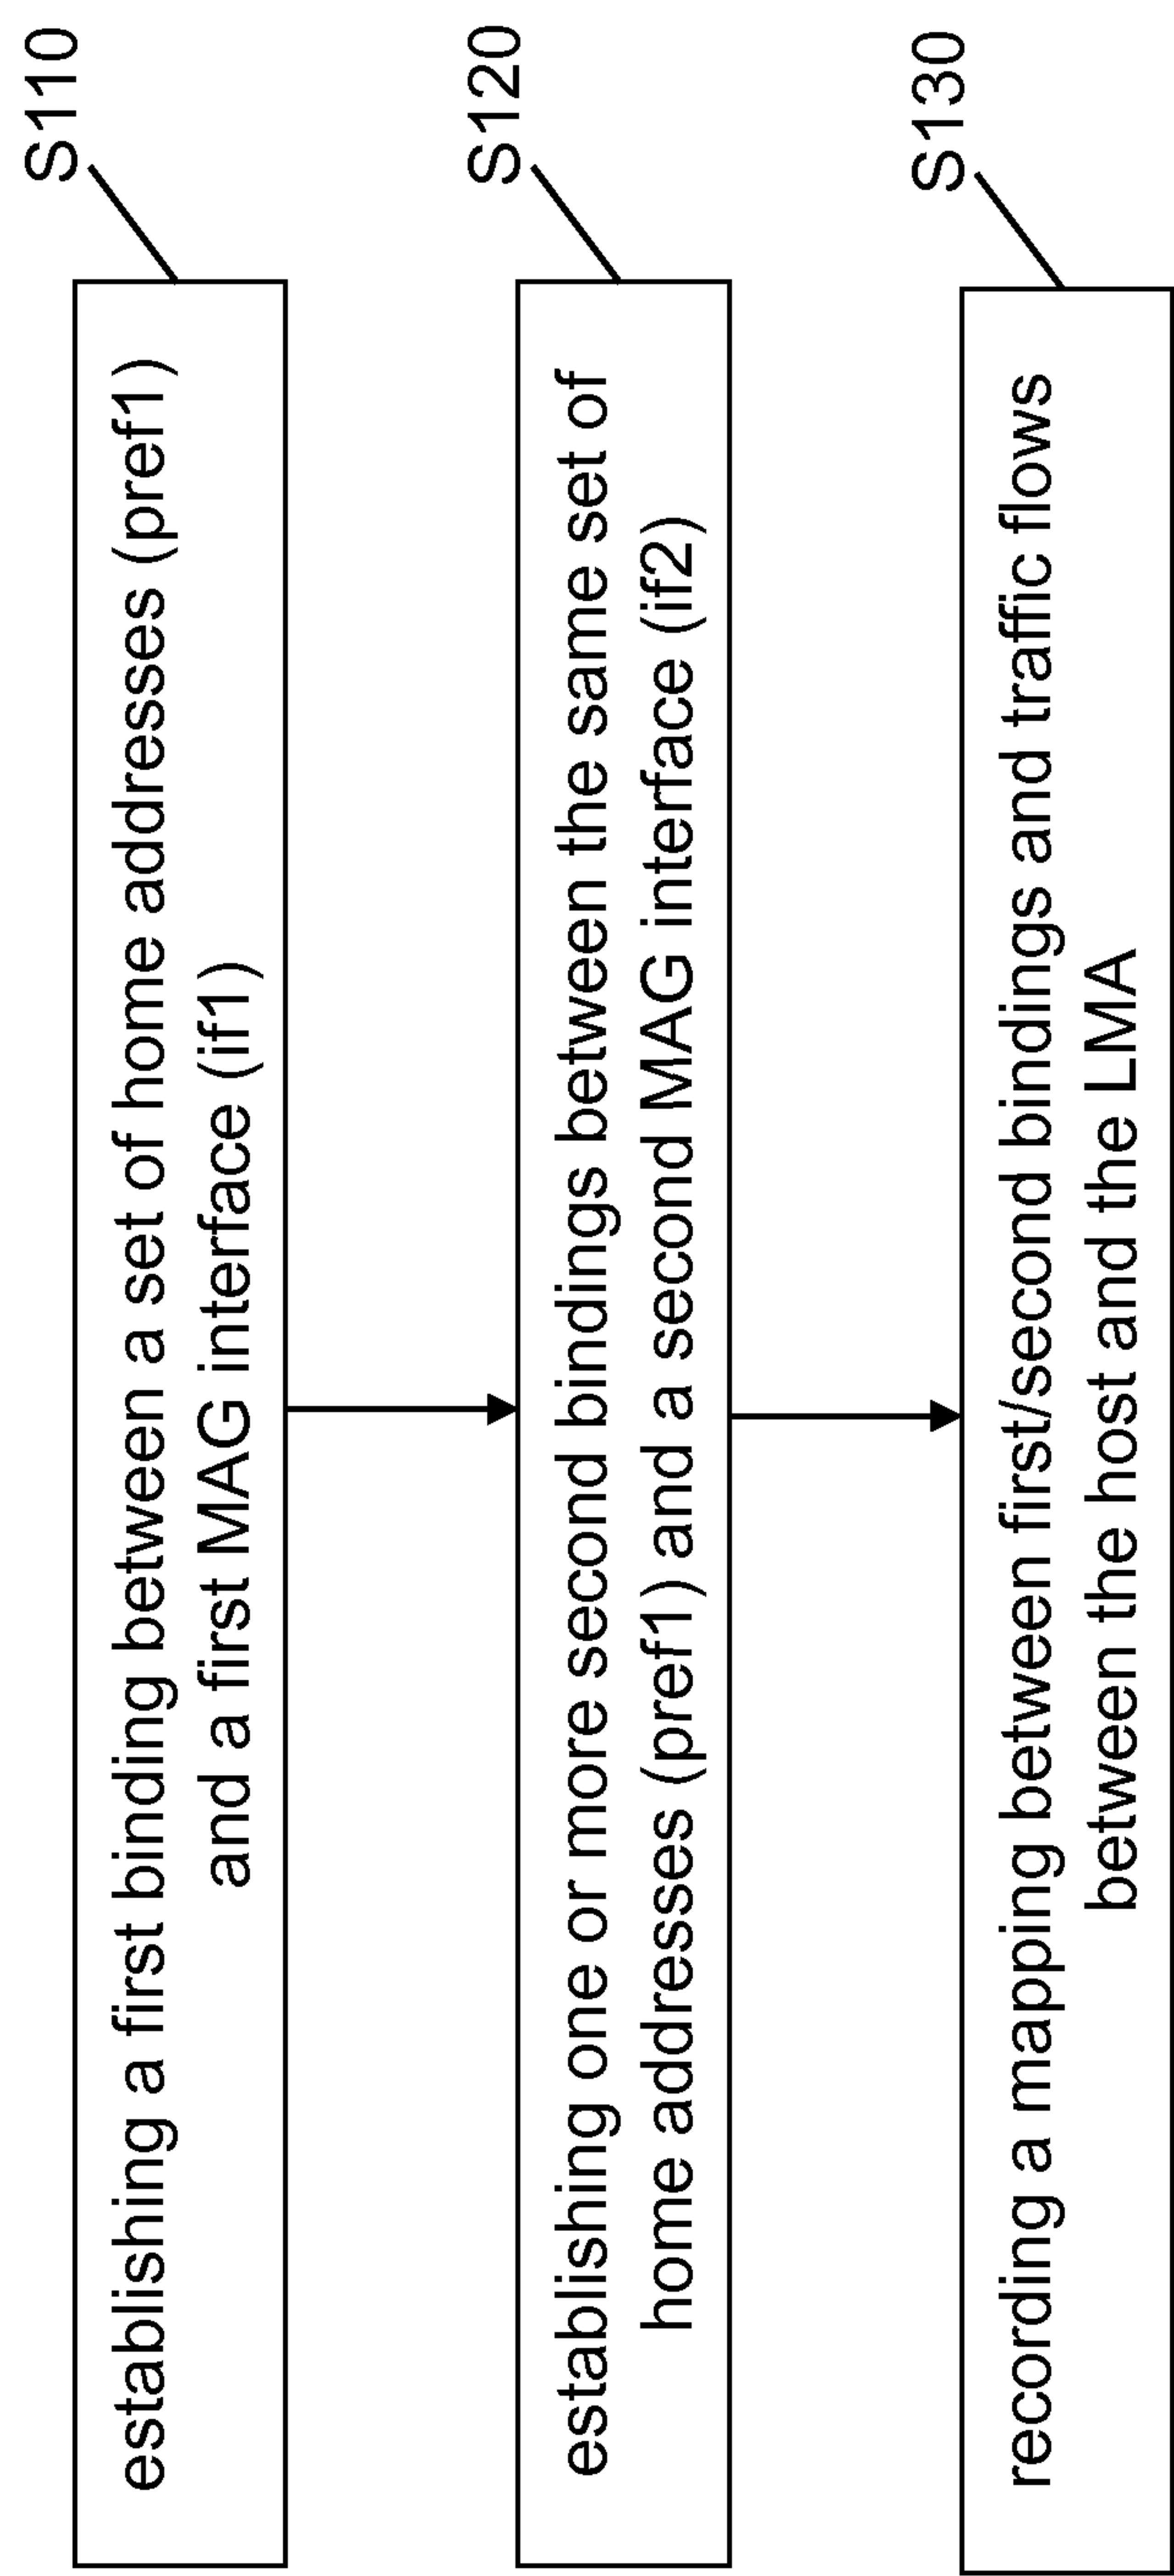 S110
establishing a first binding between a set of home addresses (pref1)
and a first MAG interface (if1)
S120
establishing one or more second bindings between the same set of
home addresses (pref1) and a second MAG interface (if2)
S130
recording a mapping between first/second bindings and traffic flows
between the host and the LMA